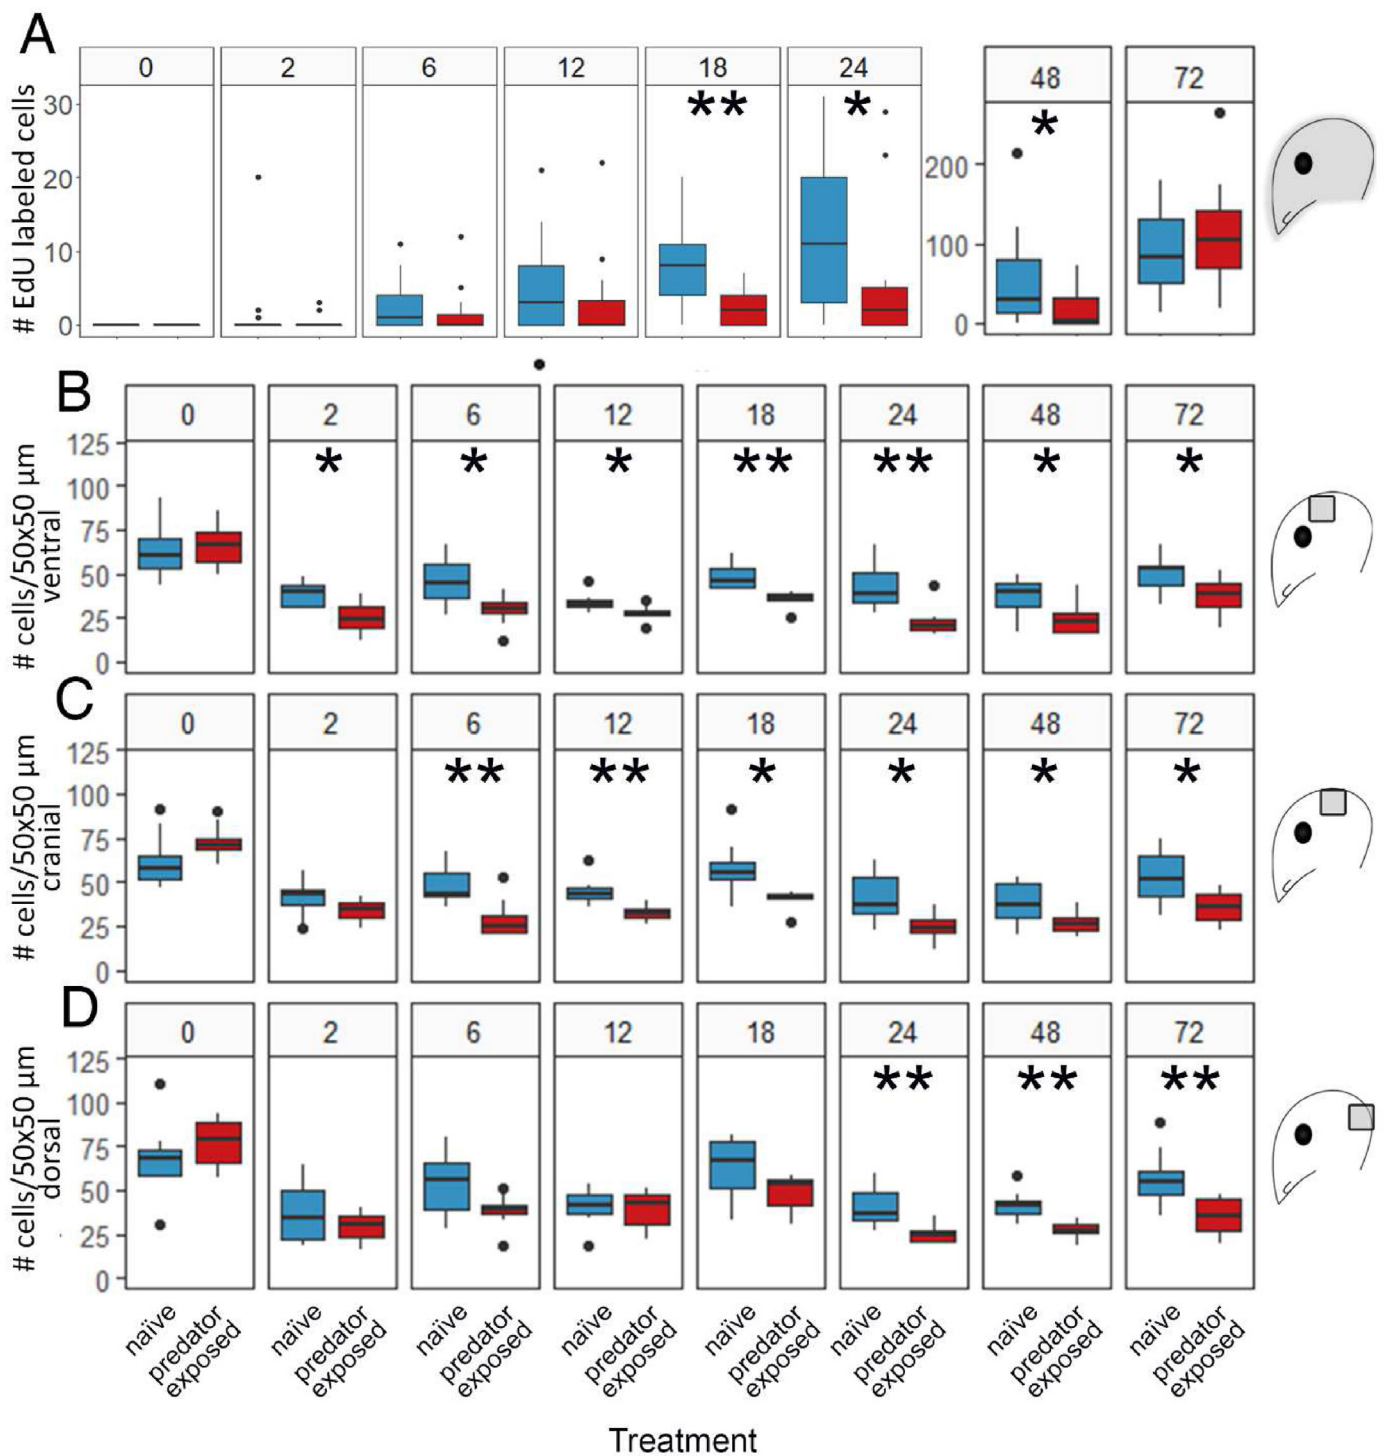 A
0 2 6 12 18 24 48 72
** * *
# EdU labeled cells
30
20
10
0
200
100
0
B
0 2 6 12 18 24 48 72
* * * ** ** * *
# cells/50x50 µm
ventral
125
100
75
50
25
0
C
0 2 6 12 18 24 48 72
** ** * * * *
# cells/50x50 µm
cranial
125
100
75
50
25
0
D
0 2 6 12 18 24 48 72
** ** **
# cells/50x50 µm
dorsal
125
100
75
50
25
0
naïve
predator
exposed
naïve
predator
exposed
naïve
predator
exposed
naïve
predator
exposed
naïve
predator
exposed
naïve
predator
exposed
naïve
predator
exposed
naïve
predator
exposed
Treatment